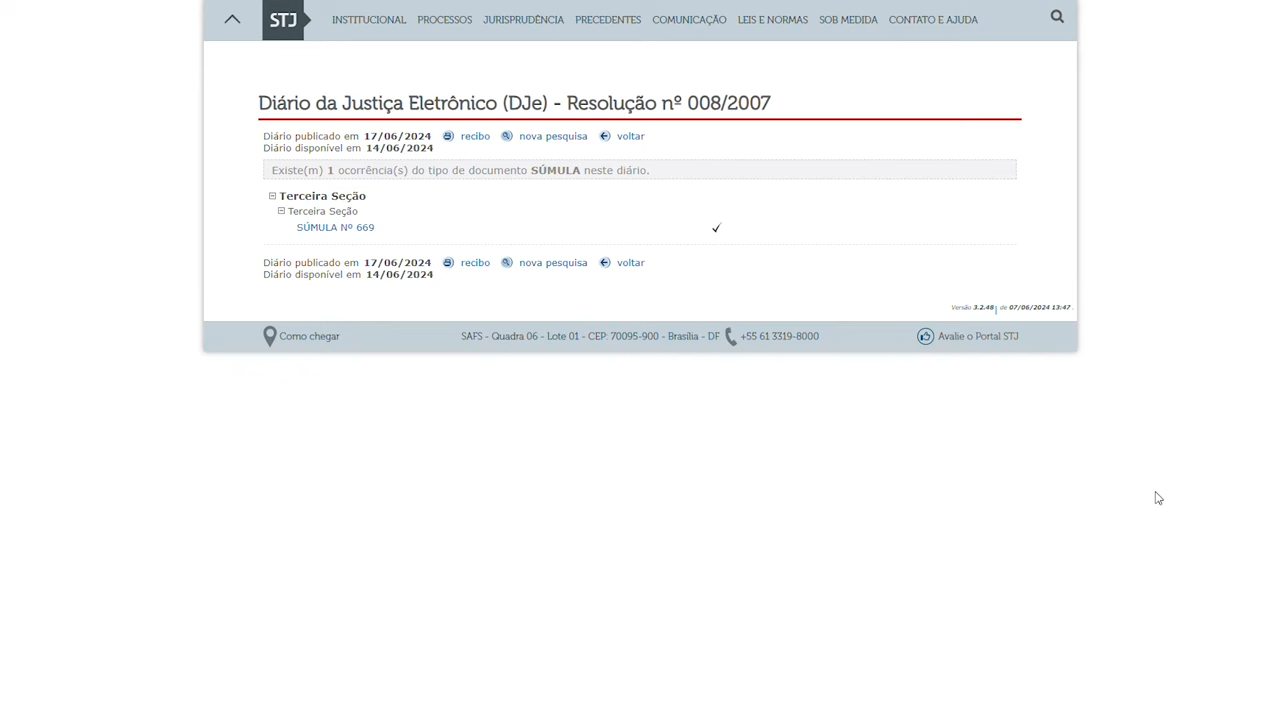 STJ INSTITUCIONAL PROCESSOS JURISPRUDÊNCIA PRECEDENTES COMUNICAÇÃO LEIS E NORMAS SOB MEDIDA CONTATO E AJUDA
Diário da Justiça Eletrônico (DJe) - Resolução nº 008/2007
Diário publicado em 17/06/2024 recibo nova pesquisa voltar
Diário disponível em 14/06/2024
Existe(m) 1 ocorrência(s) do tipo de documento SÚMULA neste diário.
Terceira Seção
Terceira Seção
SÚMULA Nº 669
Diário publicado em 17/06/2024 recibo nova pesquisa voltar
Diário disponível em 14/06/2024
Versão 3.2.48 | de 07/06/2024 13:47.
Como chegar SAFS - Quadra 06 - Lote 01 - CEP: 70095-900 - Brasília - DF +55 61 3319-8000 Avalie o Portal STJ